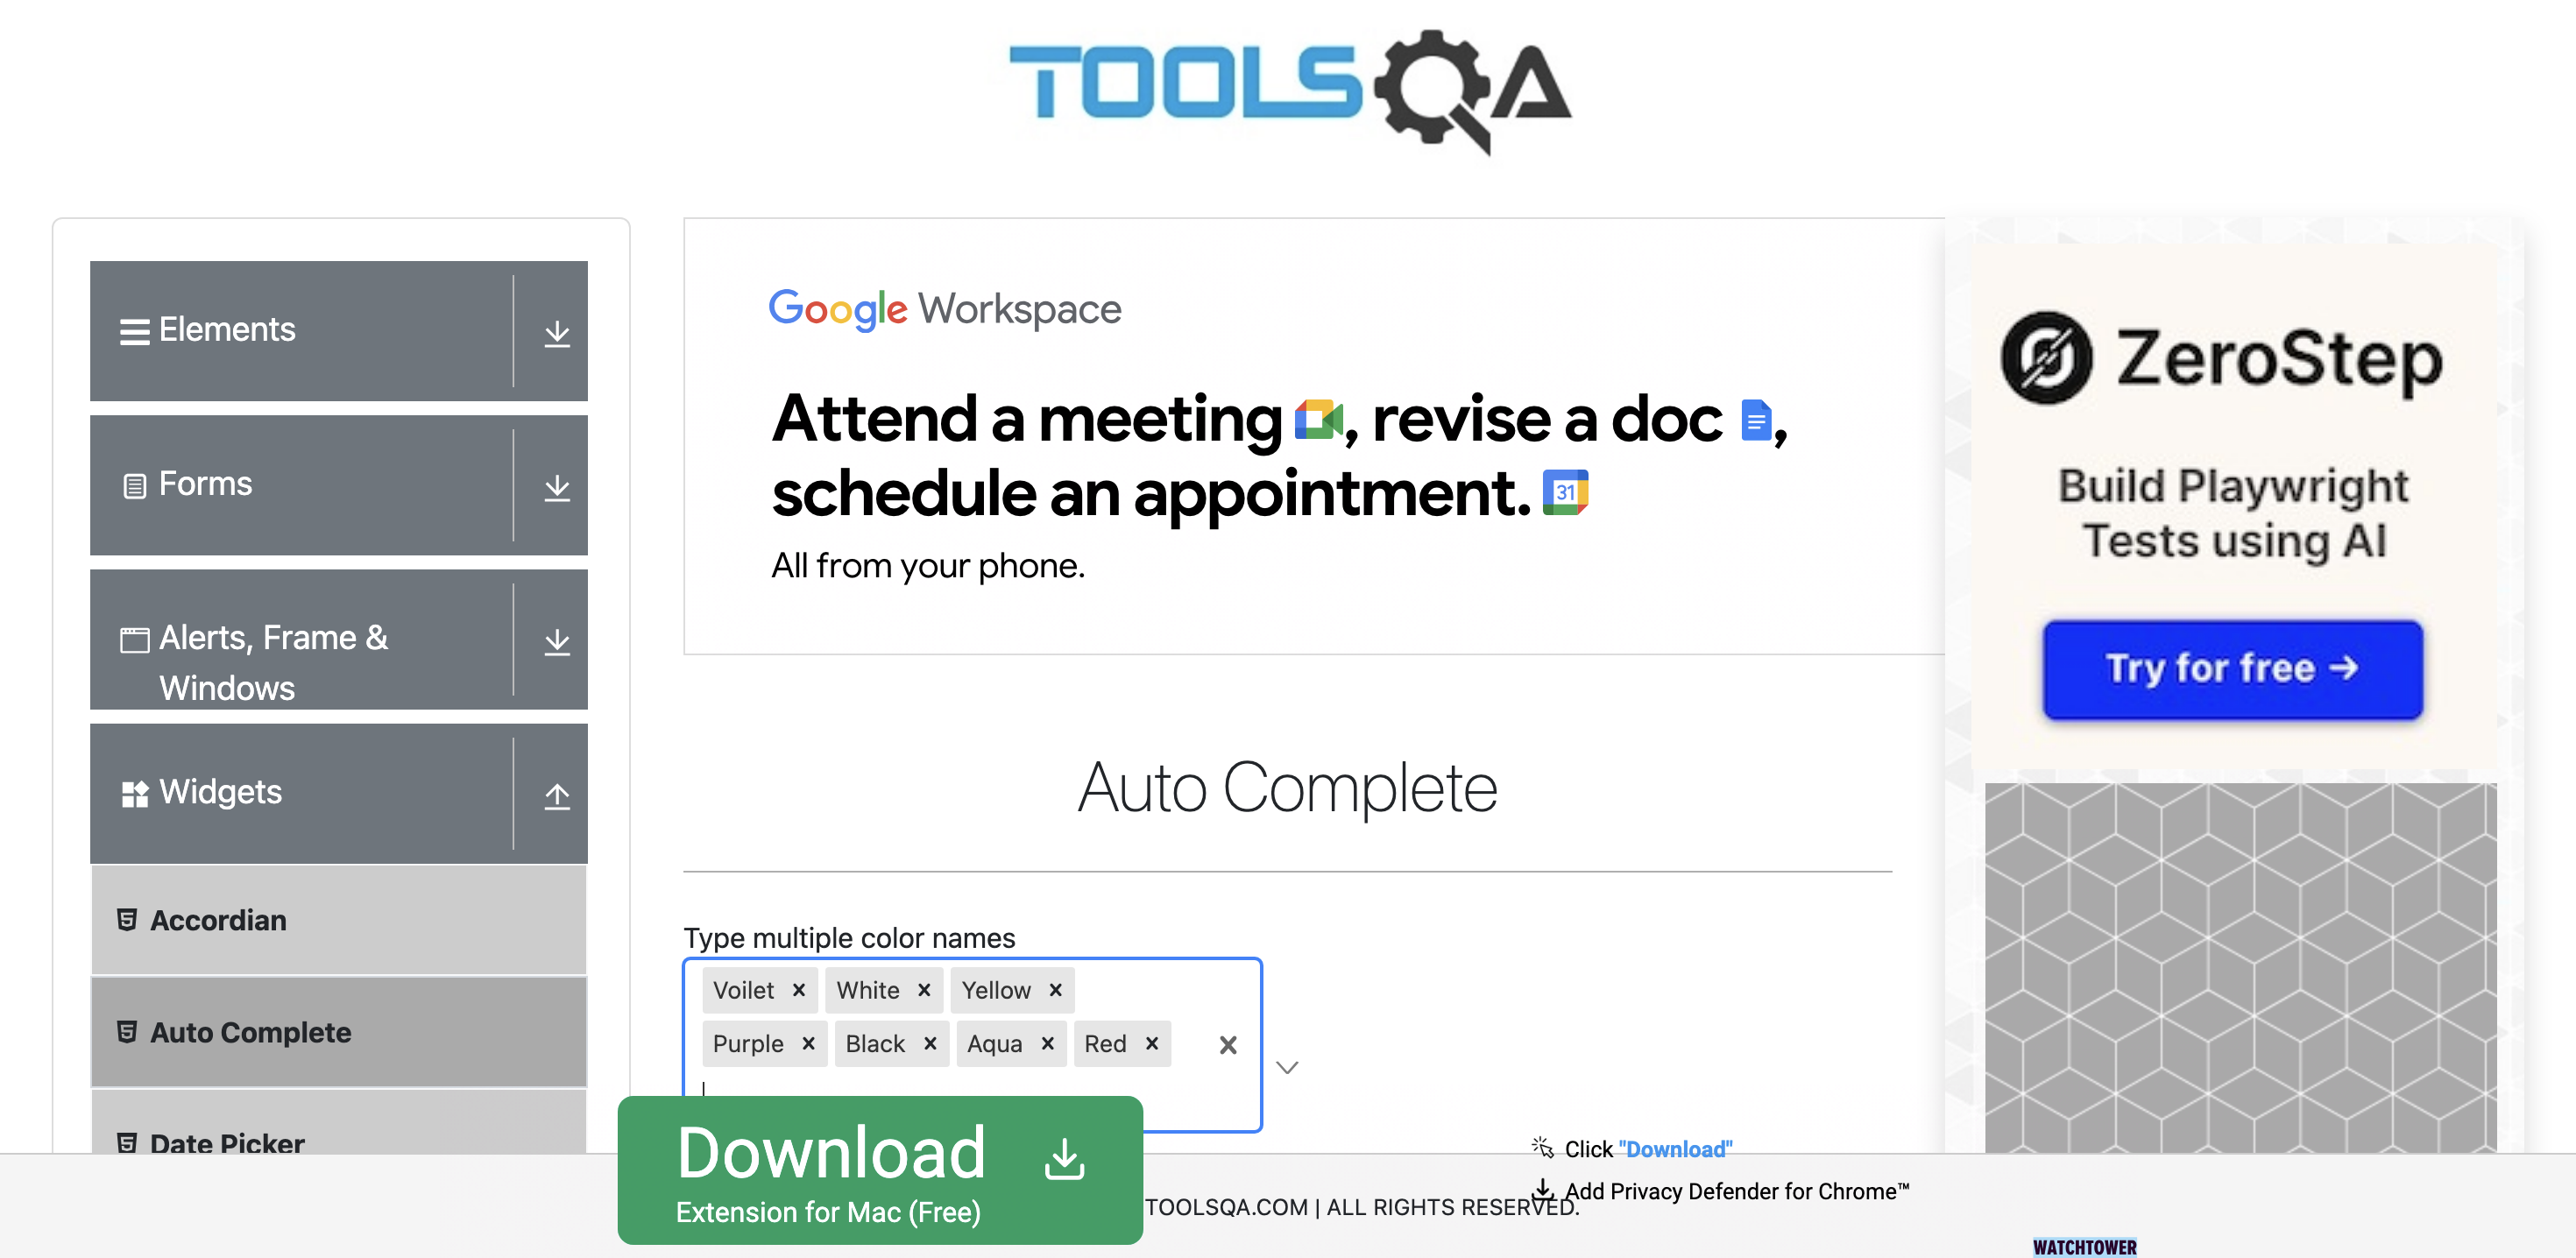 TOOLSQA
Elements
Forms
Alerts, Frame &
Windows
Widgets
Accordian
Auto Complete
Date Picker
Google Workspace
Attend a meeting, revise a doc,
schedule an appointment. 31
All from your phone.
Auto Complete
Type multiple color names
Voilet × White × Yellow ×
Purple × Black × Aqua × Red ×
ZeroStep
Build Playwright
Tests using AI
Try for free →
Download
Extension for Mac (Free)
Click "Download"
Add Privacy Defender for Chrome™
TOOLSQA.COM | ALL RIGHTS RESERVED.
WATCHTOWER